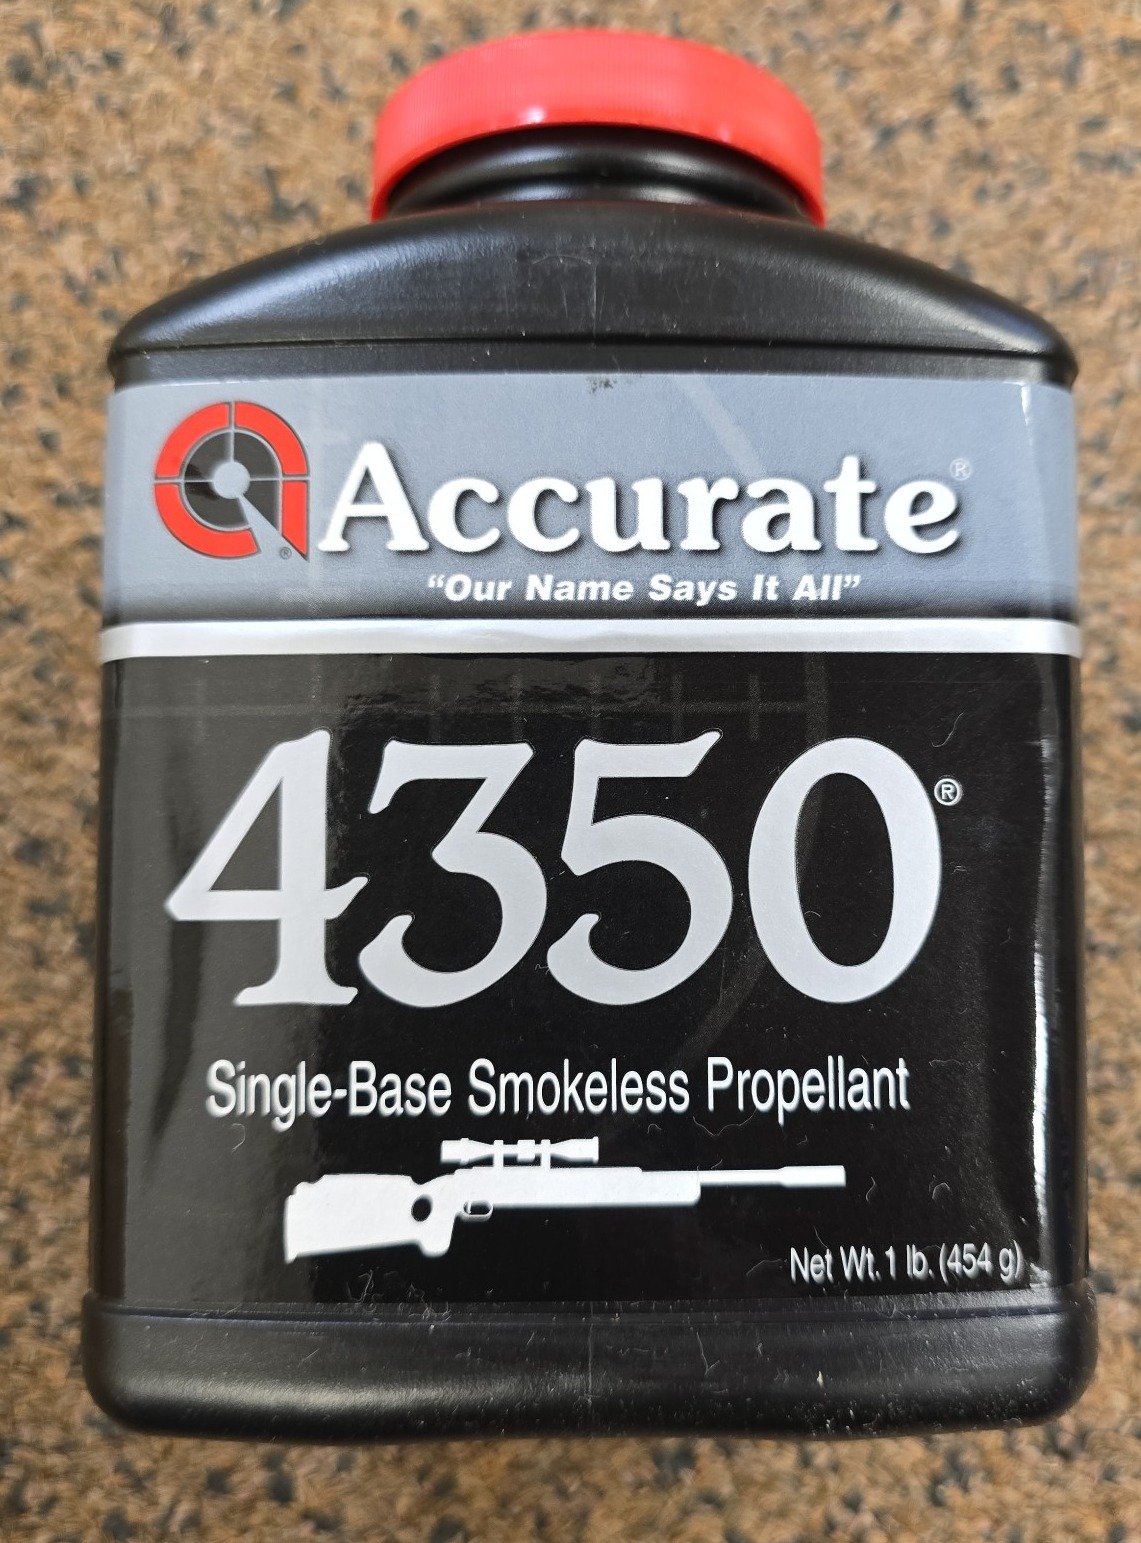 Accurate®
®
“Our Name Says It All”
4350®
Single-Base Smokeless Propellant
Net Wt. 1 lb. (454 g)